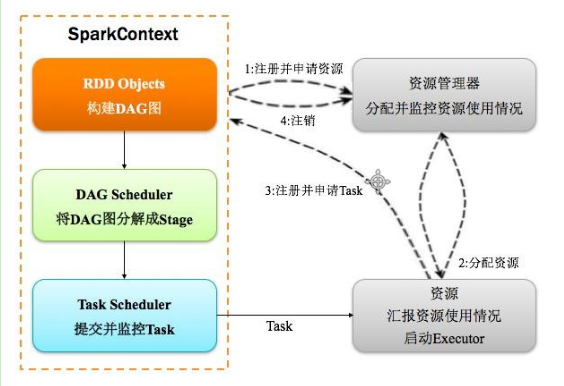 SparkContext
RDD Objects
构建DAG图
1:注册并申请资源
4:注销
资源管理器
分配并监控资源使用情况
DAG Scheduler
将DAG图分解成Stage
3:注册并申请Task
2:分配资源
Task Scheduler
提交并监控Task
Task
资源
汇报资源使用情况
启动Executor